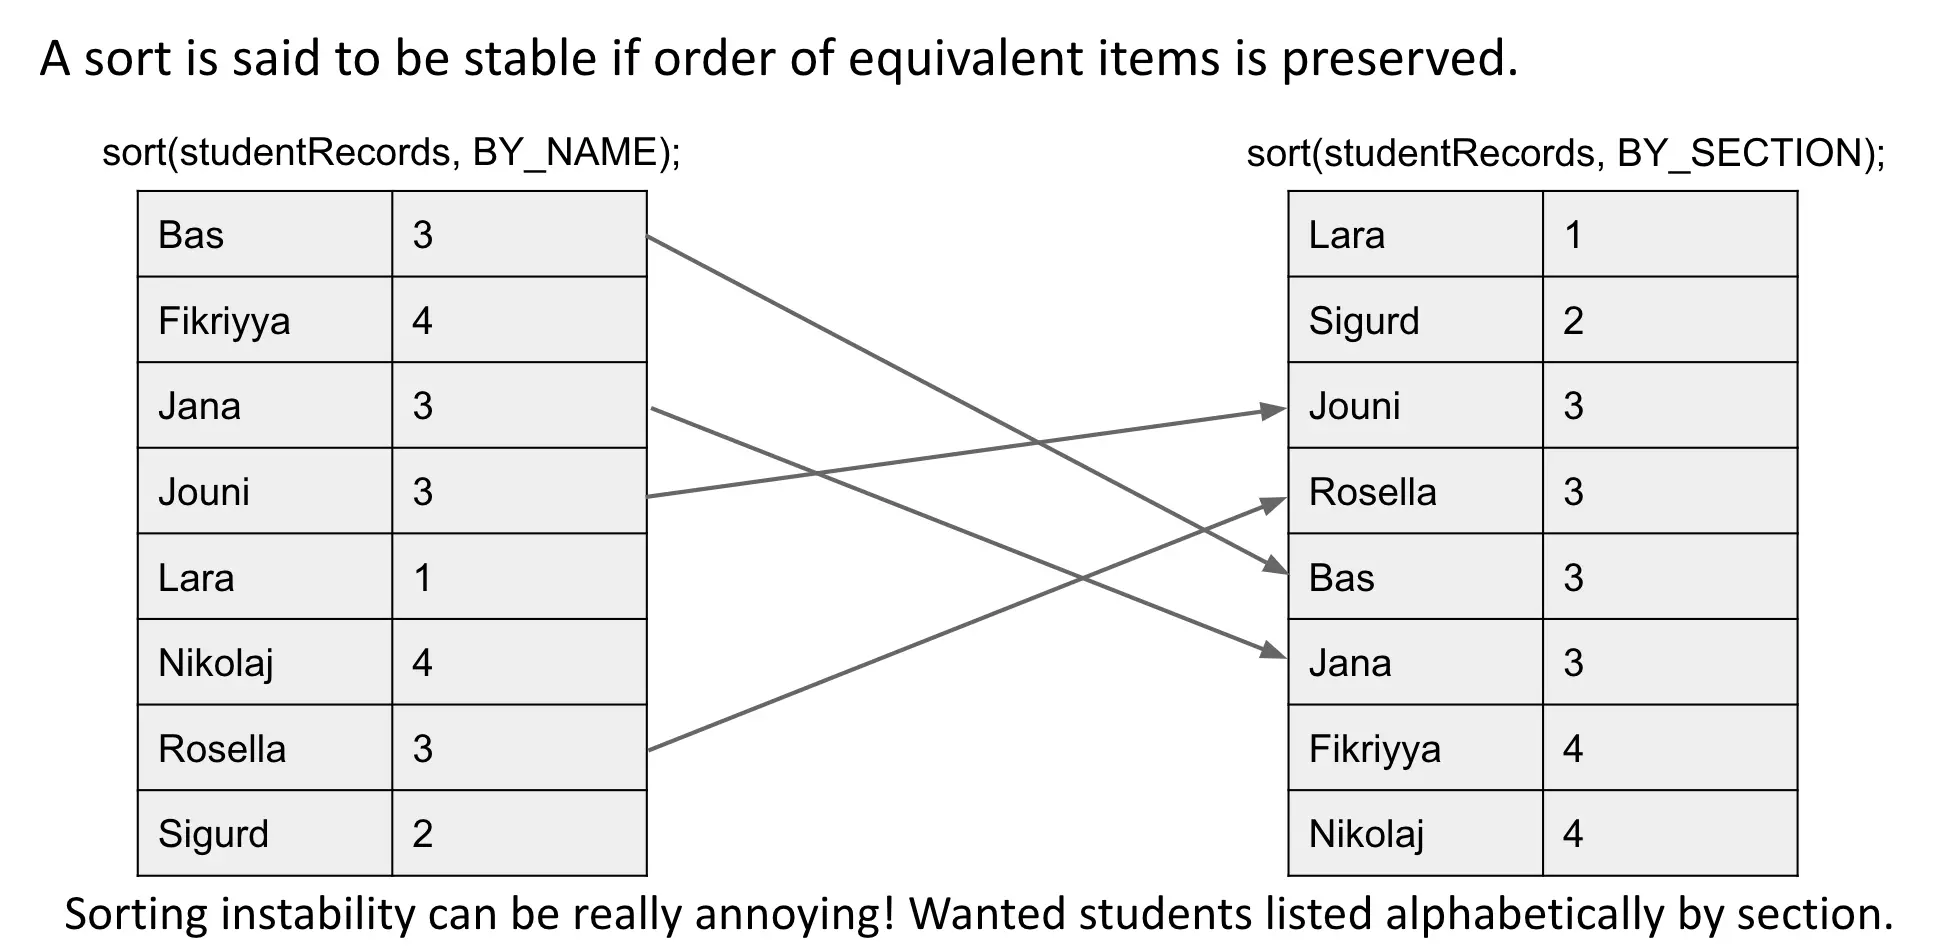 A sort is said to be stable if order of equivalent items is preserved.
sort(studentRecords, BY_NAME);
Bas 3
Fikriyya 4
Jana 3
Jouni 3
Lara 1
Nikolaj 4
Rosella 3
Sigurd 2
sort(studentRecords, BY_SECTION);
Lara 1
Sigurd 2
Jouni 3
Rosella 3
Bas 3
Jana 3
Fikriyya 4
Nikolaj 4
Sorting instability can be really annoying! Wanted students listed alphabetically by section.